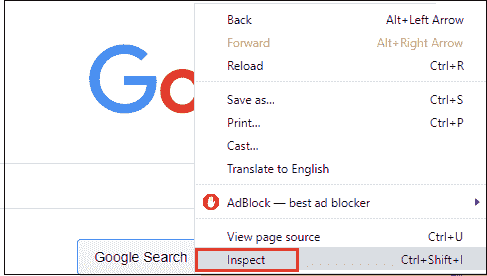 Go
Back Alt+Left Arrow
Forward Alt+Right Arrow
Reload Ctrl+R
Save as... Ctrl+S
Print... Ctrl+P
Cast...
Translate to English
AdBlock — best ad blocker
View page source Ctrl+U
Google Search
Inspect Ctrl+Shift+I